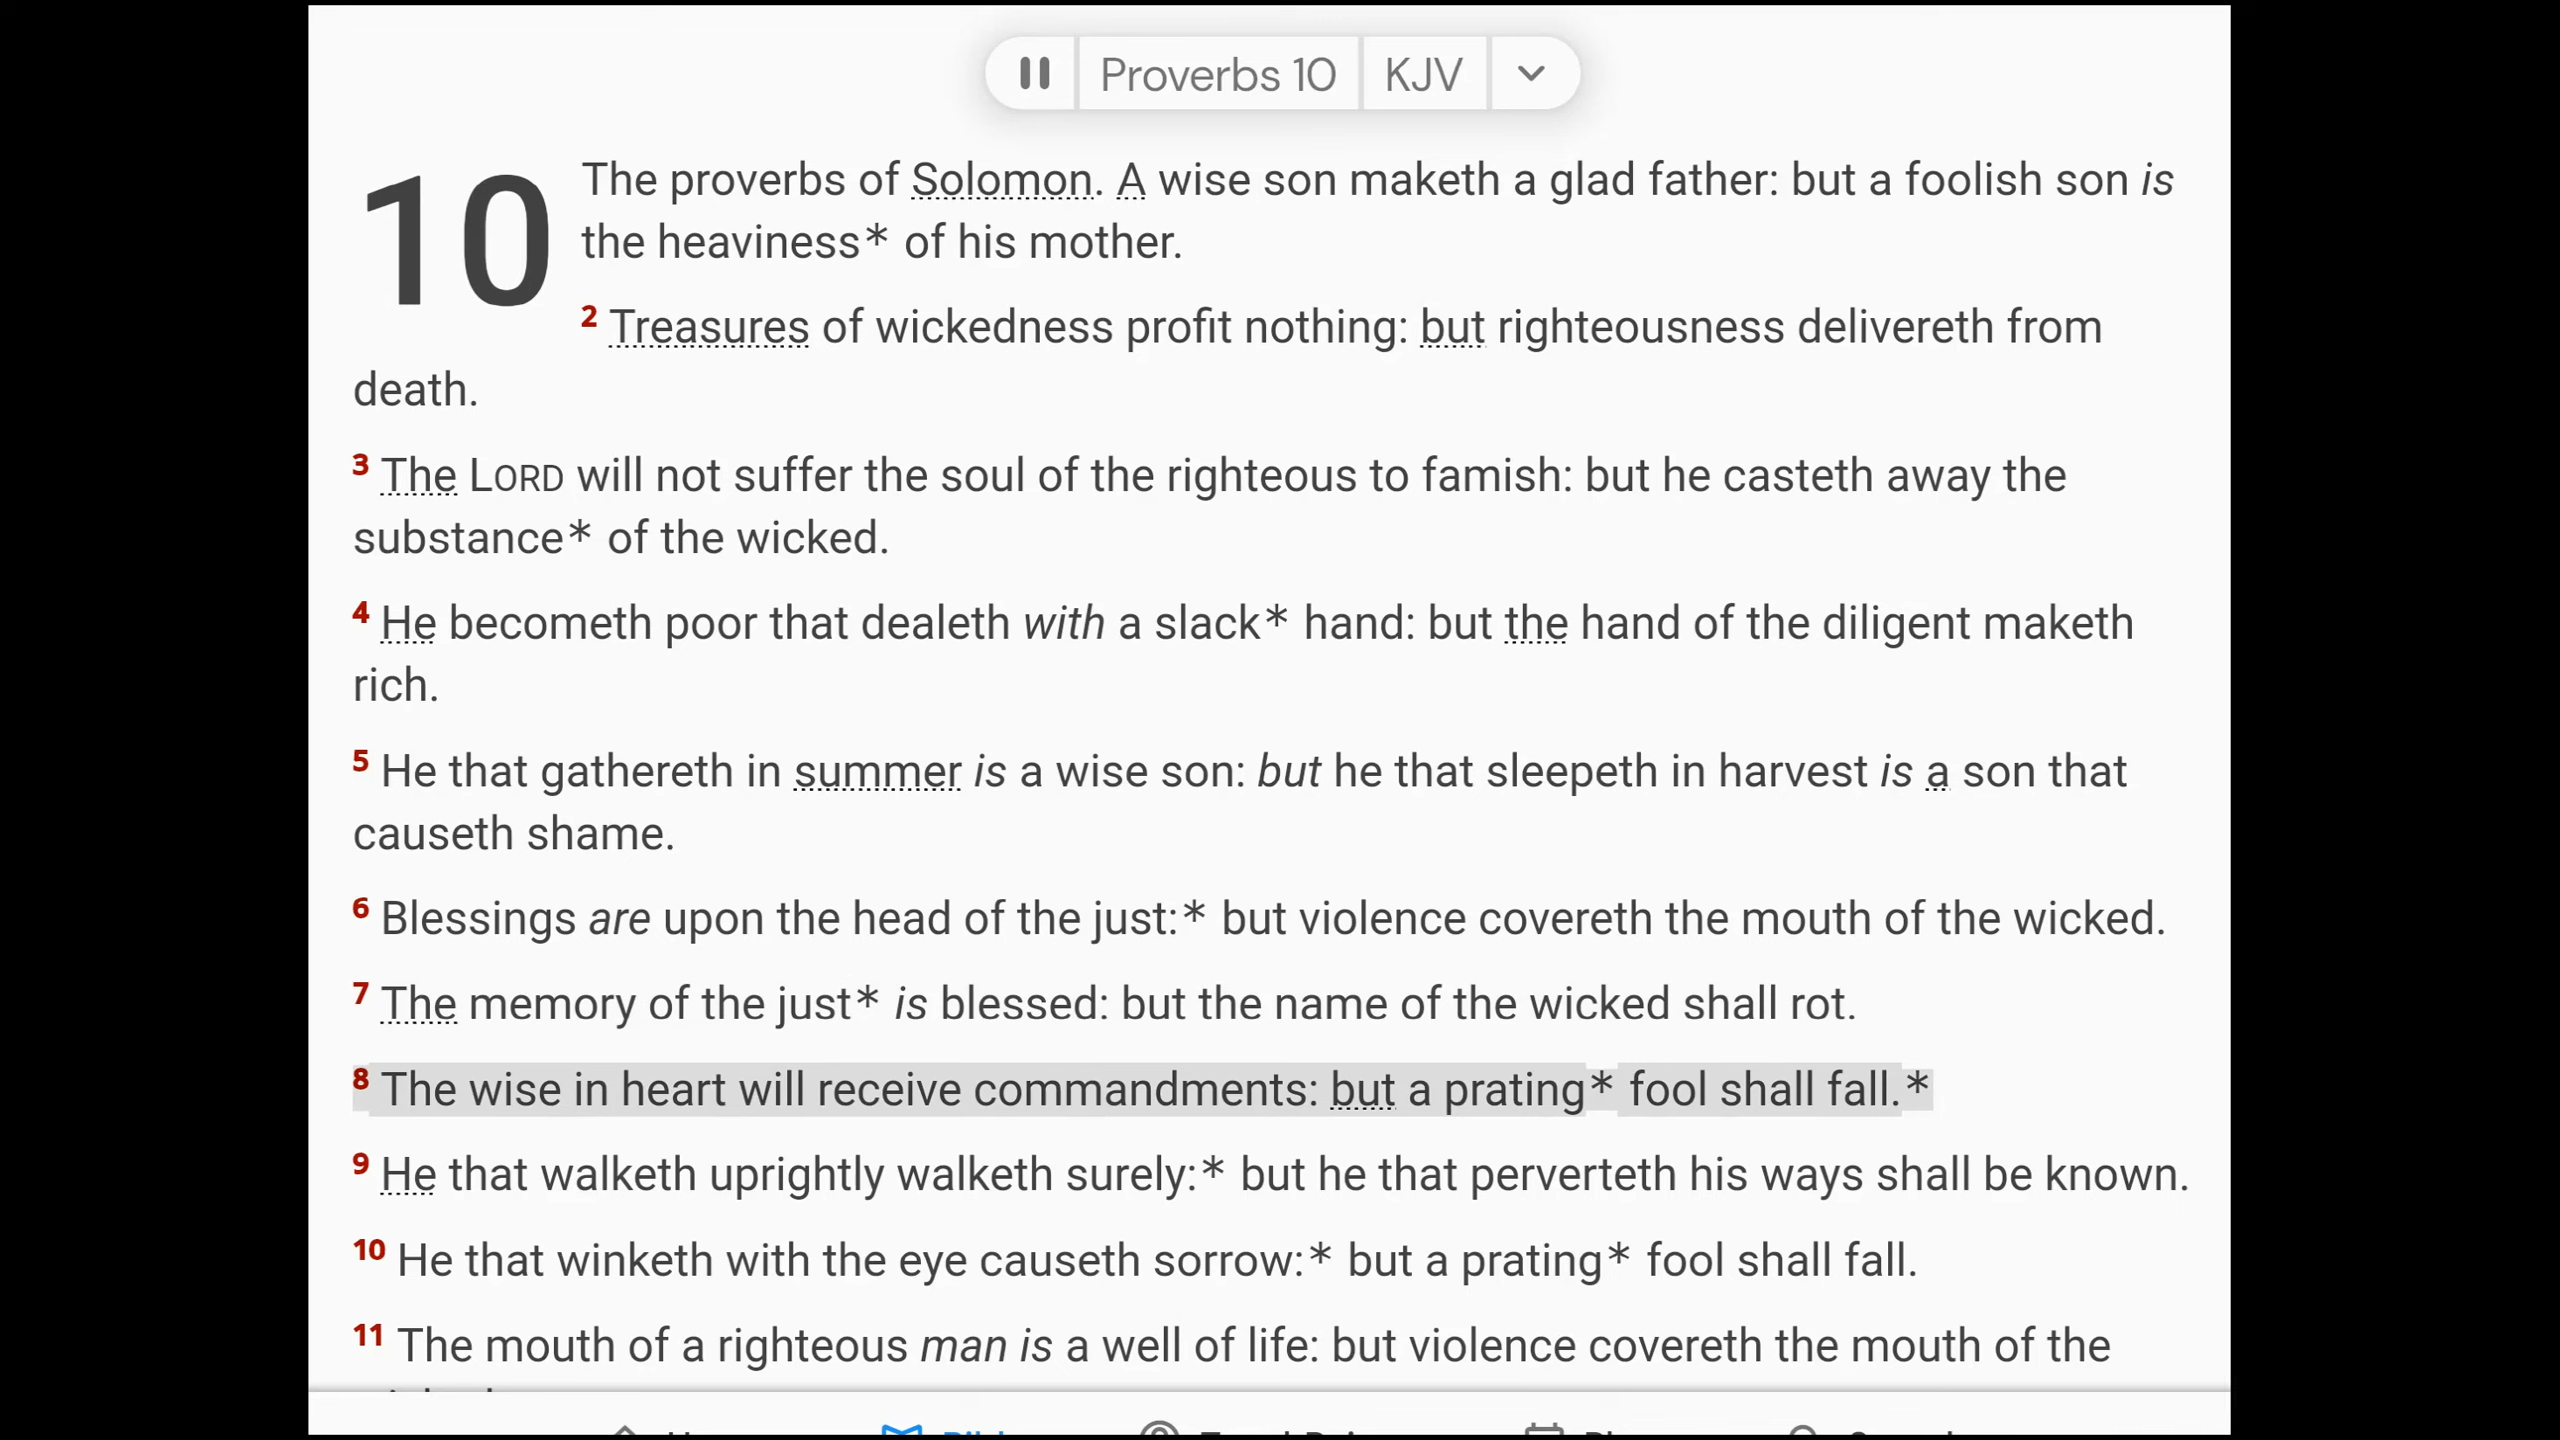 Proverbs 10 KJV
10 The proverbs of Solomon. A wise son maketh a glad father: but a foolish son is
the heaviness* of his mother.
2 Treasures of wickedness profit nothing: but righteousness delivereth from
death.
3 The LORD will not suffer the soul of the righteous to famish: but he casteth away the
substance* of the wicked.
4 He becometh poor that dealeth with a slack* hand: but the hand of the diligent maketh
rich.
5 He that gathereth in summer is a wise son: but he that sleepeth in harvest is a son that
causeth shame.
6 Blessings are upon the head of the just:* but violence covereth the mouth of the wicked.
7 The memory of the just* is blessed: but the name of the wicked shall rot.
8 The wise in heart will receive commandments: but a prating* fool shall fall.*
9 He that walketh uprightly walketh surely:* but he that perverteth his ways shall be known.
10 He that winketh with the eye causeth sorrow:* but a prating* fool shall fall.
11 The mouth of a righteous man is a well of life: but violence covereth the mouth of the